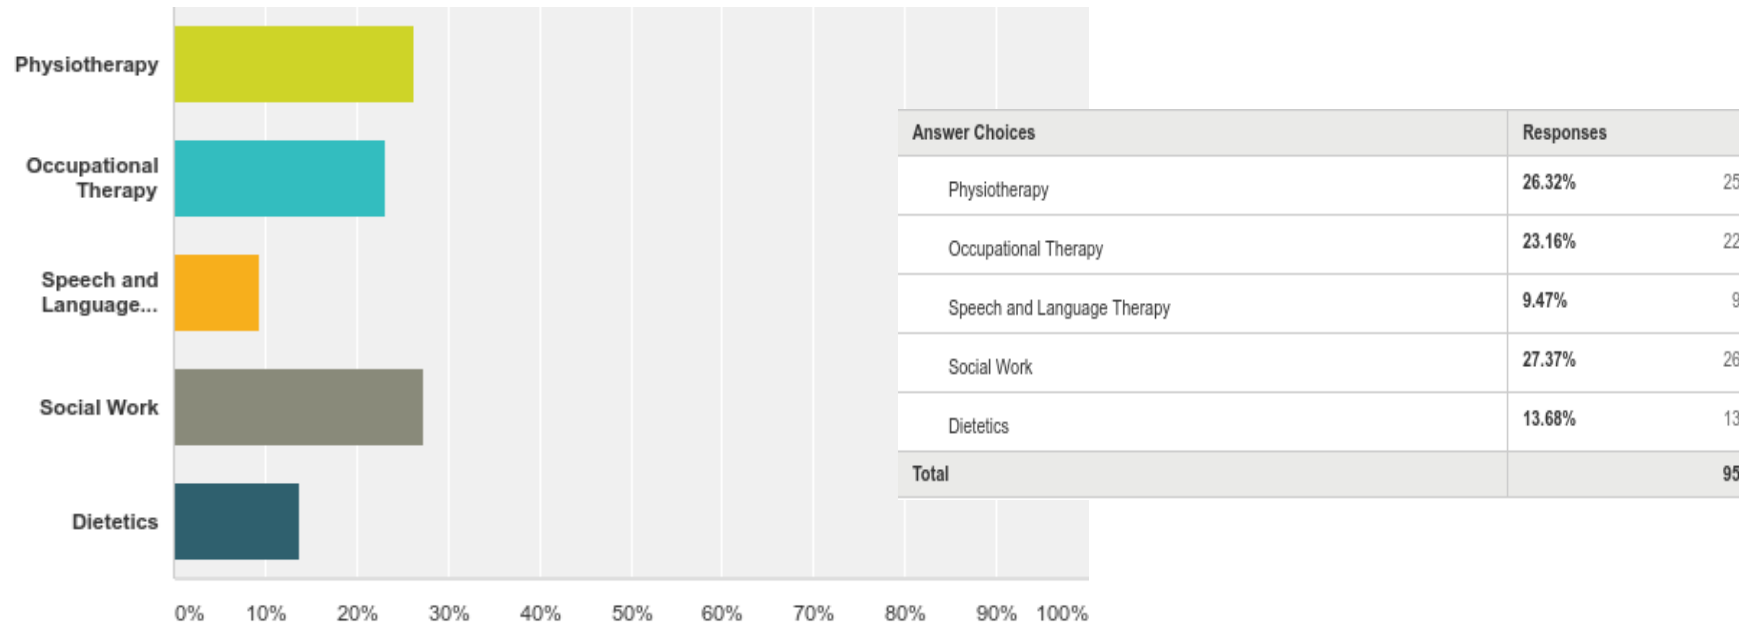 Physiotherapy
Occupational
Therapy
Speech and
Language...
Social Work
Dietetics
0% 10% 20% 30% 40% 50% 60% 70% 80% 90% 100%
Answer Choices Responses
Physiotherapy 26.32% 25
Occupational Therapy 23.16% 22
Speech and Language Therapy 9.47% 9
Social Work 27.37% 26
Dietetics 13.68% 13
Total 95